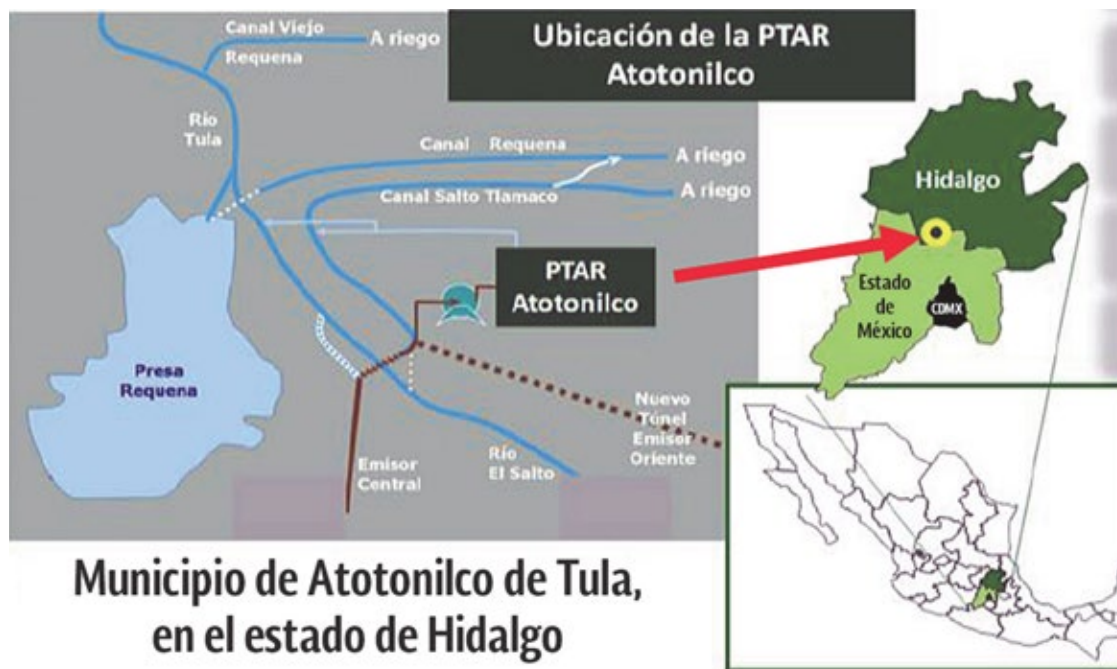 Canal Viejo
Requena
A riego
Ubicación de la PTAR
Atotonilco
Río
Tula
Canal Requena
A riego
Canal Salto Tlamaco
A riego
Hidalgo
PTAR
Atotonilco
Estado
de
México
CDMX
Presa
Requena
Nuevo
Túnel
Emisor
Oriente
Emisor
Central
Río
El Salto
Municipio de Atotonilco de Tula,
en el estado de Hidalgo